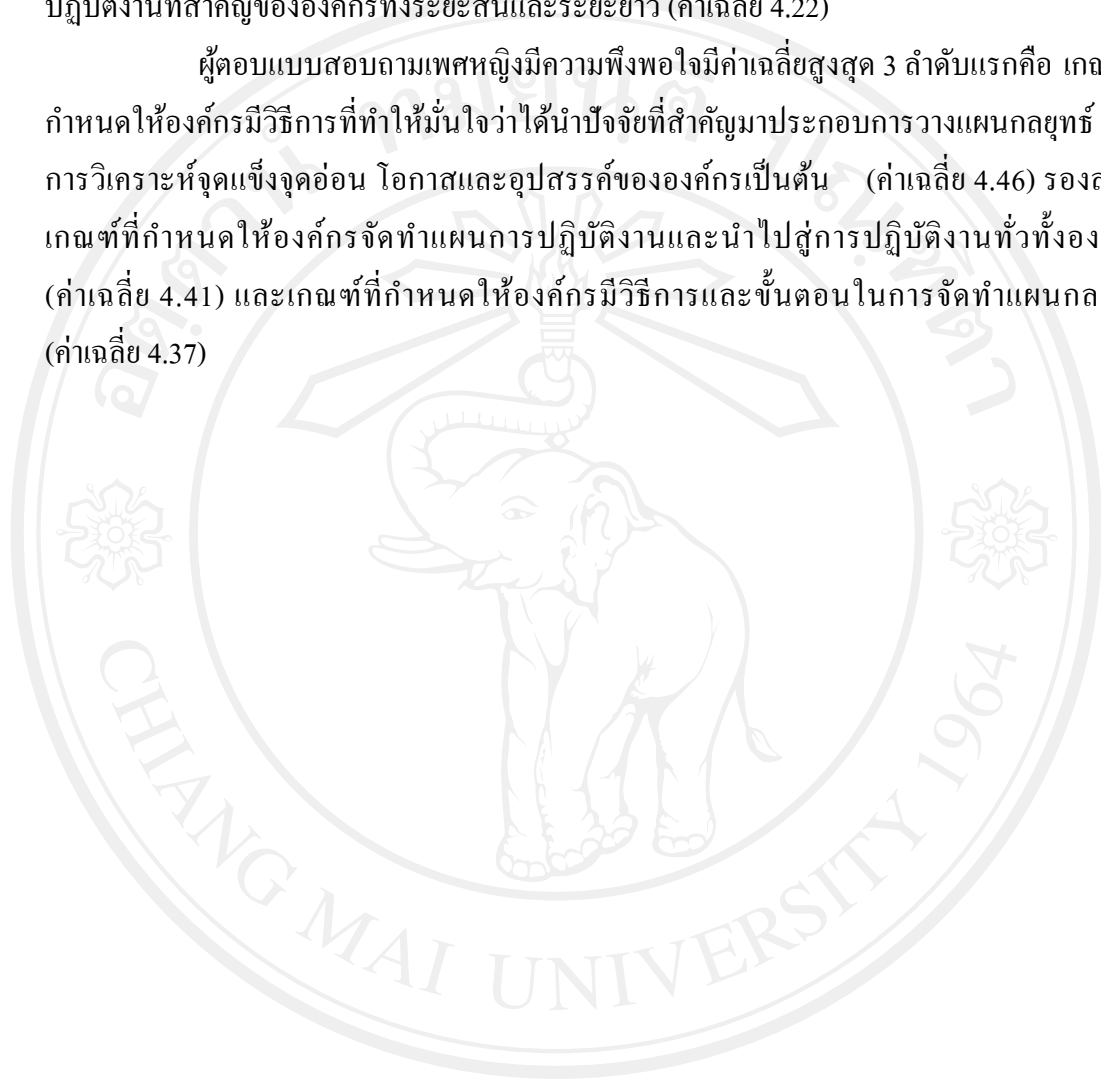 ปฏิบัติงานที่สำคัญขององค์กรทั้งระยะสั้นและระยะยาว (ค่าเฉลี่ย 4.22)
ผู้ตอบแบบสอบถามเพศหญิงมีความพึงพอใจมีค่าเฉลี่ยสูงสุด 3 ลำดับแรกคือ
กำหนดให้องค์กรมีวิธีการที่ทำให้มั่นใจว่าได้นำปัจจัยที่สำคัญมาประกอบการวางแผนกลยุทธ์
การวิเคราะห์จุดแข็งจุดอ่อน โอกาสและอุปสรรค์ขององค์กรเป็นต้น (ค่าเฉลี่ย 4.46)
เกณฑ์ที่กำหนดให้องค์กรจัดทำแผนการปฏิบัติงานและนำไปสู่การปฏิบัติงานทั่วทั้งอง
(ค่าเฉลี่ย 4.41) และเกณฑ์ที่กำหนดให้องค์กรมีวิธีการและขั้นตอนในการจัดทำแผนกล
(ค่าเฉลี่ย 4.37)
อตฺตานํ ทมยนฺติ ปณฺฑิตา
CHIANG MAI UNIVERSITY 1964